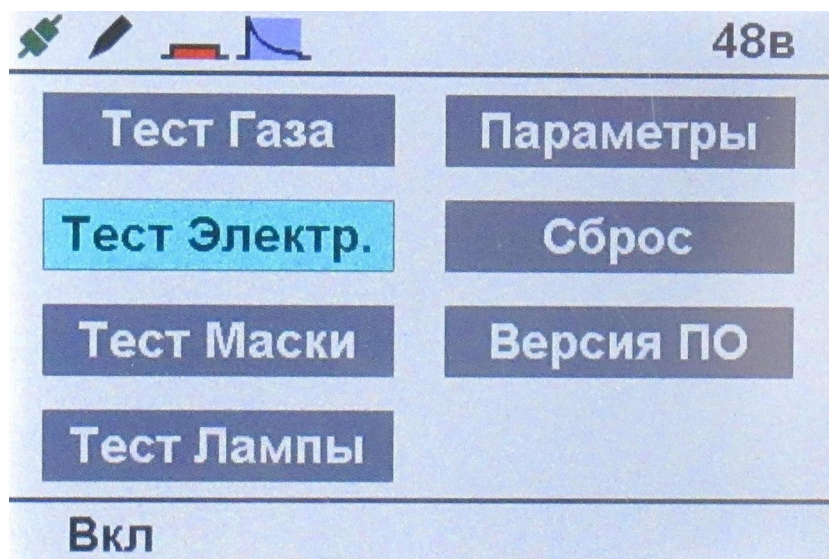 48в
Тест Газа
Параметры
Тест Электр.
Сброс
Тест Маски
Версия ПО
Тест Лампы
Вкл